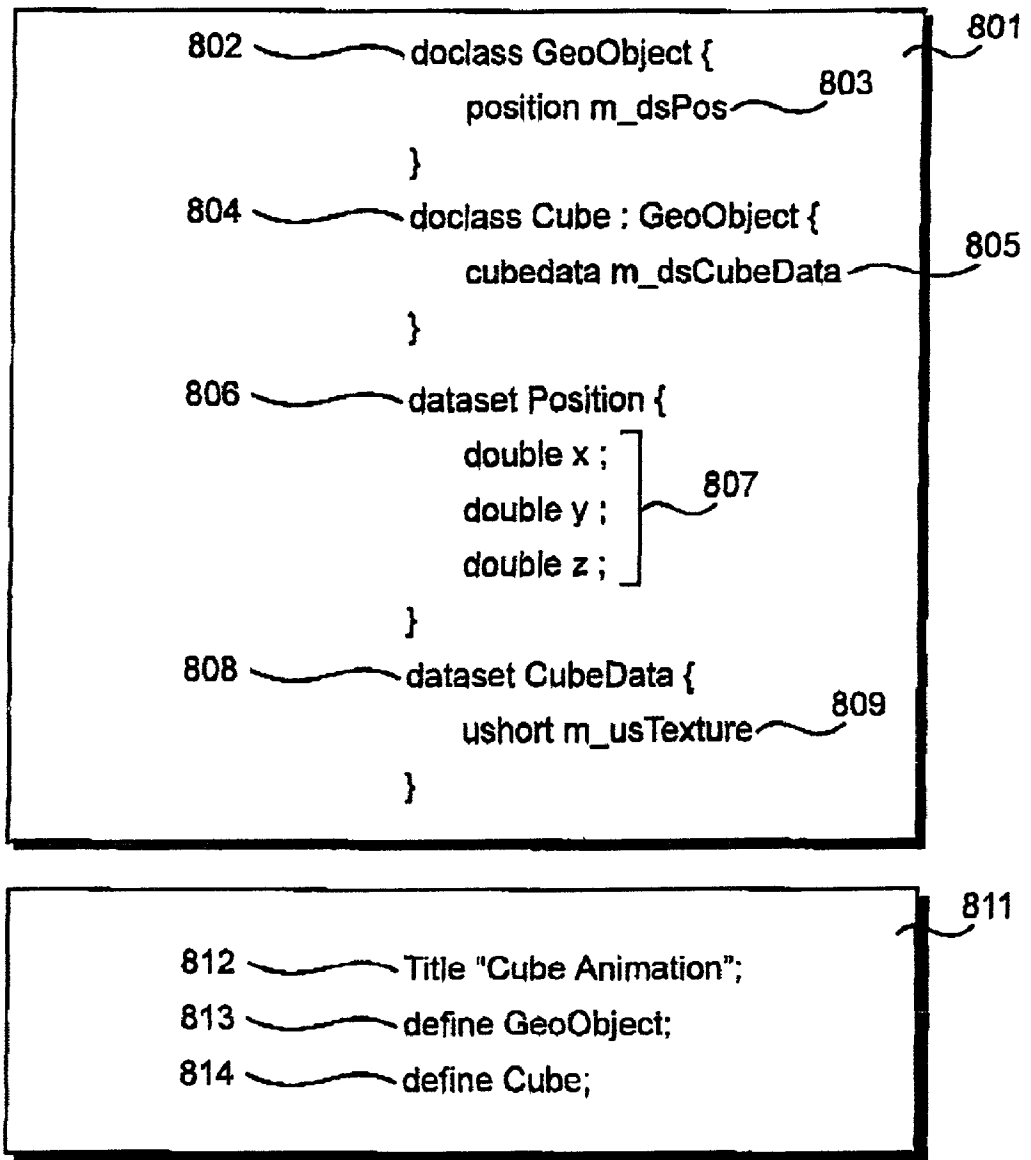 801
802 doclass GeoObject {
position m_dsPos 803
}
804 doclass Cube : GeoObject {
cubedata m_dsCubeData 805
}
806 dataset Position {
double x ;
double y ; 807
double z ;
}
808 dataset CubeData {
ushort m_usTexture 809
}
811
812 Title "Cube Animation";
813 define GeoObject;
814 define Cube;